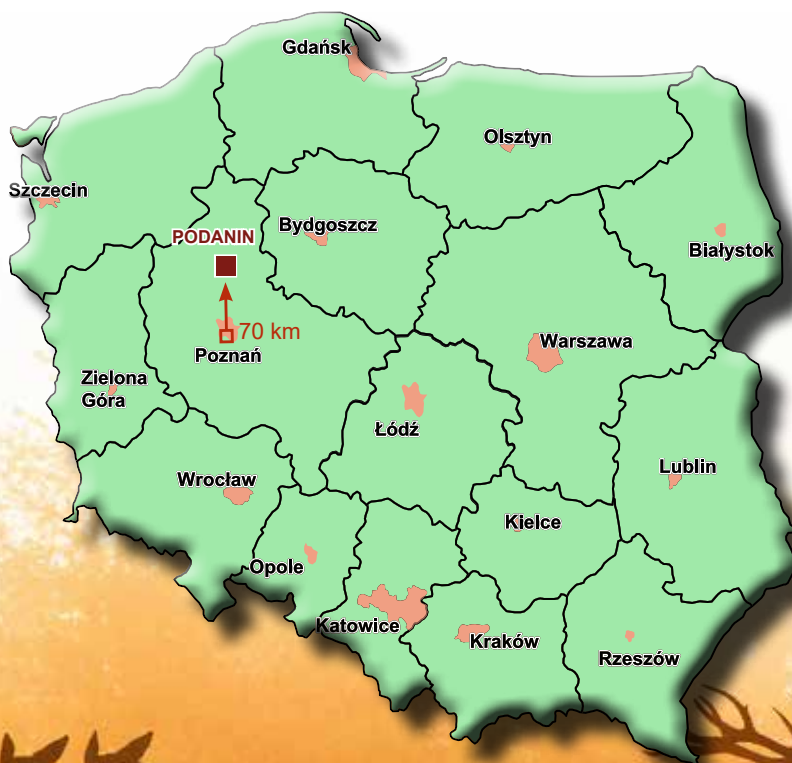 Gdańsk
Olsztyn
Szczecin
Bydgoszcz
PODANIN
Białystok
70 km
Poznań
Warszawa
Zielona
Góra
Łódź
Lublin
Wrocław
Kielce
Opole
Katowice
Kraków
Rzeszów